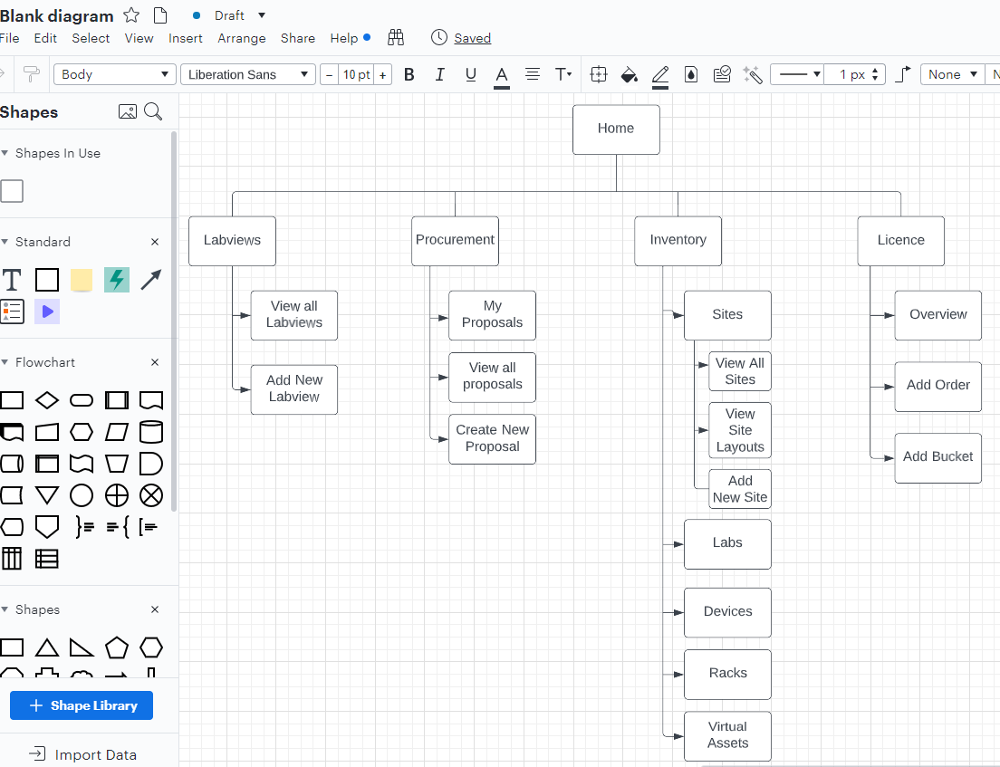 Blank diagram
Draft
File Edit Select View Insert Arrange Share Help
Saved
Body
Liberation Sans
− 10 pt +
B I U A T
1 px
None
N
Shapes
Shapes In Use
Standard
T
Flowchart
Shapes
+ Shape Library
Import Data
Home
Labviews
Procurement
Inventory
Licence
View all
Labviews
Add New
Labview
My
Proposals
View all
proposals
Create New
Proposal
Sites
View All
Sites
View
Site
Layouts
Add
New Site
Labs
Devices
Racks
Virtual
Assets
Overview
Add Order
Add Bucket